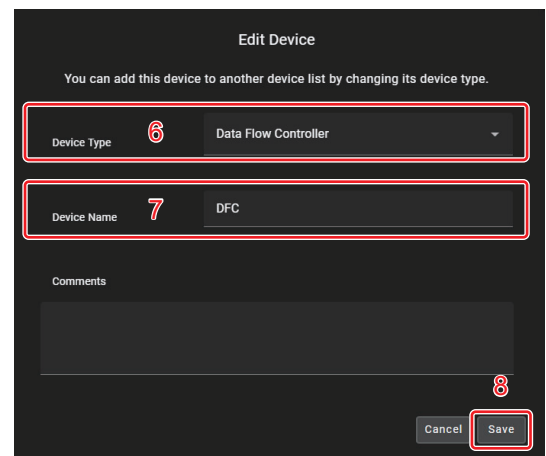 Edit Device
You can add this device to another device list by changing its device type.
Device Type 6 Data Flow Controller
Device Name 7 DFC
Comments
8
Cancel Save